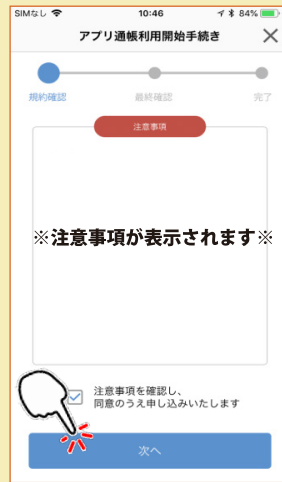 SIMなし 10:46 84%
アプリ通帳利用開始手続き
規約確認 最終確認 完了
注意事項
※注意事項が表示されます※
注意事項を確認し、
同意のうえ申し込みいたします
次へ